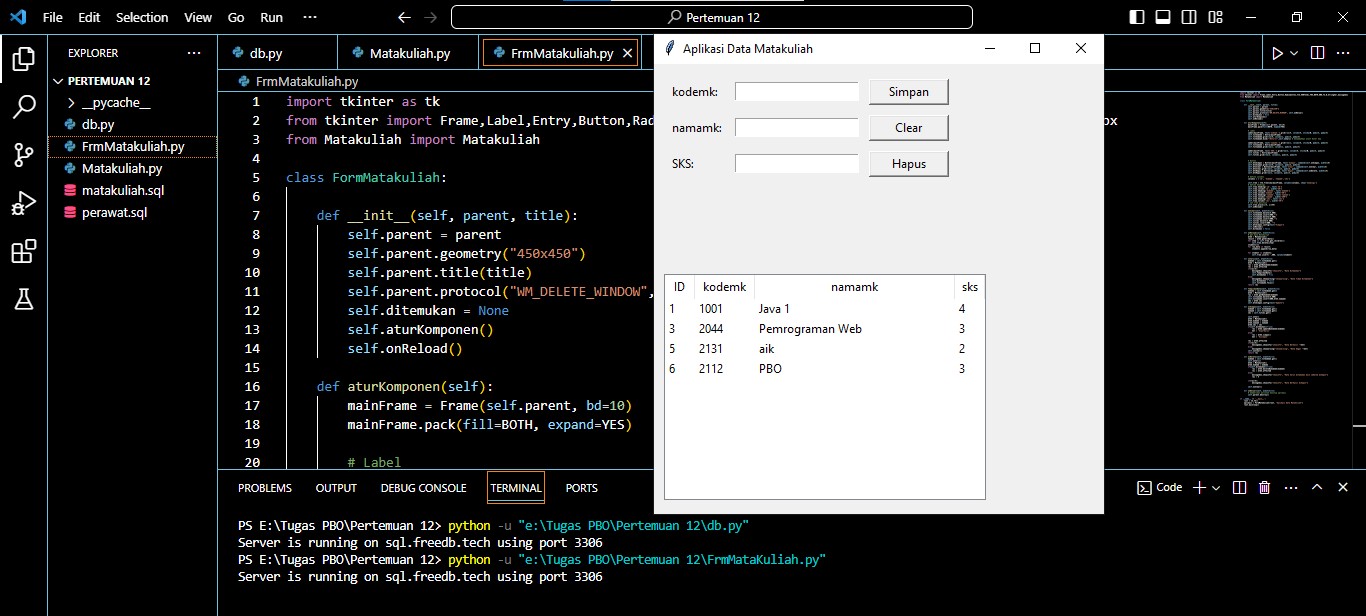 File Edit Selection View Go Run ··· Pertemuan 12
EXPLORER ···
PERTEMUAN 12
__pycache__
db.py
FrmMatakuliah.py
Matakuliah.py
matakuliah.sql
perawat.sql
db.py Matakuliah.py FrmMatakuliah.py
FrmMatakuliah.py
1 import tkinter as tk
2 from tkinter import Frame,Label,Entry,Button,Rad
3 from Matakuliah import Matakuliah
4
5 class FormMatakuliah:
6
7 def __init__(self, parent, title):
8 self.parent = parent
9 self.parent.geometry("450x450")
10 self.parent.title(title)
11 self.parent.protocol("WM_DELETE_WINDOW",
12 self.ditemukan = None
13 self.aturKomponen()
14 self.onReload()
15
16 def aturKomponen(self):
17 mainFrame = Frame(self.parent, bd=10)
18 mainFrame.pack(fill=BOTH, expand=YES)
19
20 # Label
Aplikasi Data Matakuliah
kodemk: Simpan
namamk: Clear
SKS: Hapus
ID kodemk namamk sks
1 1001 Java 1 4
3 2044 Pemrograman Web 3
5 2131 aik 2
6 2112 PBO 3
ox
PROBLEMS OUTPUT DEBUG CONSOLE TERMINAL PORTS
Code
PS E:\Tugas PBO\Pertemuan 12> python -u "e:\Tugas PBO\Pertemuan 12\db.py"
Server is running on sql.freedb.tech using port 3306
PS E:\Tugas PBO\Pertemuan 12> python -u "e:\Tugas PBO\Pertemuan 12\FrmMataKuliah.py"
Server is running on sql.freedb.tech using port 3306